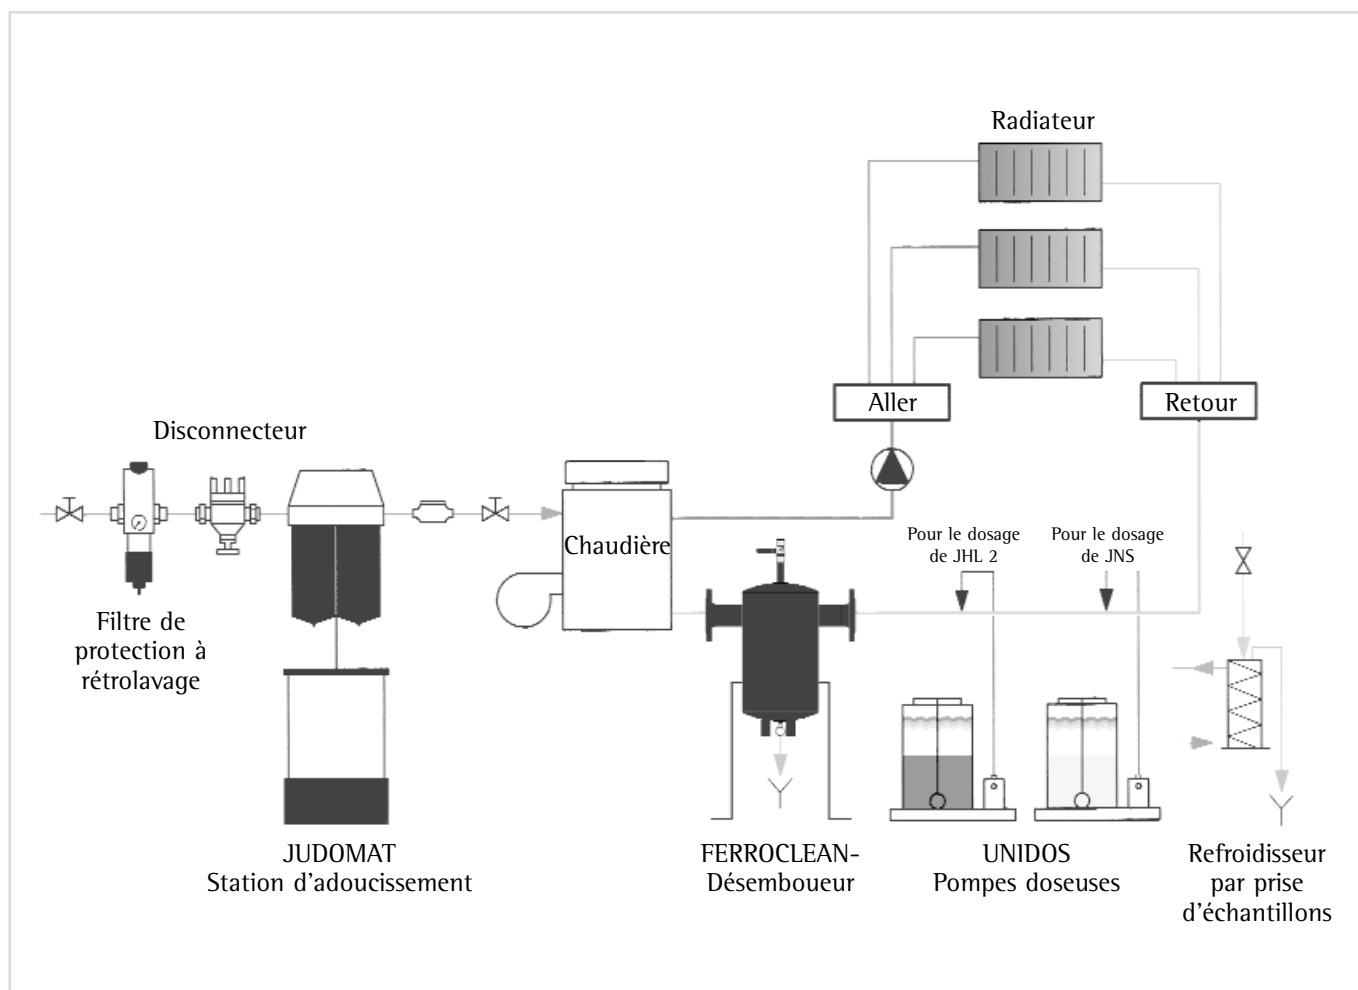 Radiateur
Aller
Retour
Disconnecteur
Chaudière
Pour le dosage
de JHL 2
Pour le dosage
de JNS
Filtre de
protection à
rétrolavage
JUDOMAT
Station d'adoucissement
FERROCLEAN-
Désemboueur
UNIDOS
Pompes doseuses
Refroidisseur
par prise
d'échantillons